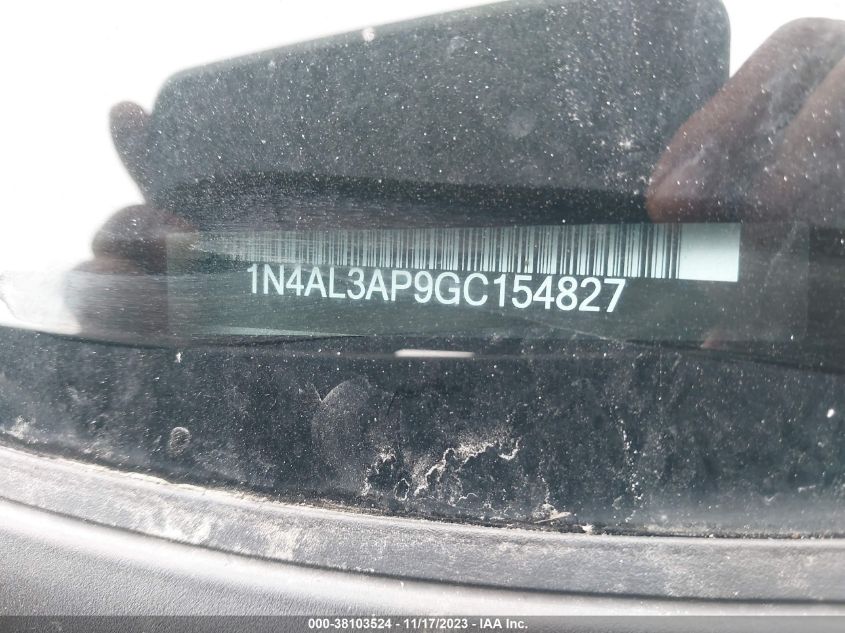 1N4AL3AP9GC154827
000-38103524 - 11/17/2023 - IAA Inc.